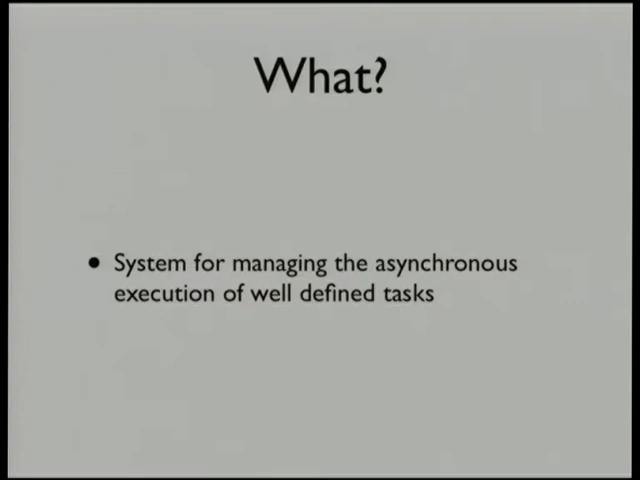 What?
• System for managing the asynchronous
execution of well defined tasks